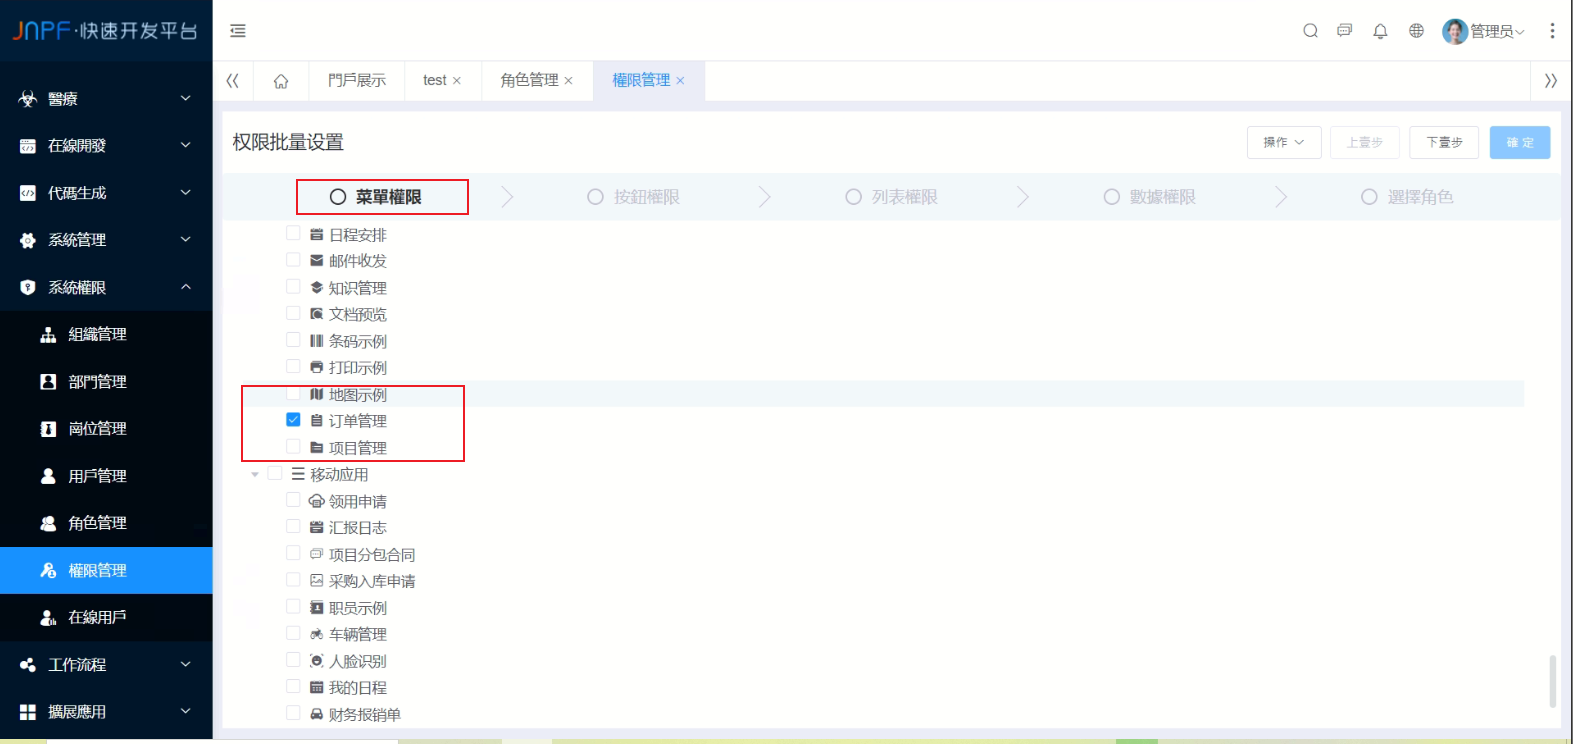 JNPF·快速开发平台
管理员
門戶展示
test
角色管理
權限管理
醫療
在線開發
代碼生成
系統管理
系統權限
組織管理
部門管理
崗位管理
用戶管理
角色管理
權限管理
在線用戶
工作流程
擴展應用
权限批量设置
操作
上壹步
下壹步
確定
菜單權限
按鈕權限
列表權限
數據權限
選擇角色
日程安排
邮件收发
知识管理
文档预览
条码示例
打印示例
地图示例
订单管理
项目管理
移动应用
领用申请
汇报日志
项目分包合同
采购入库申请
职员示例
车辆管理
人脸识别
我的日程
财务报销单